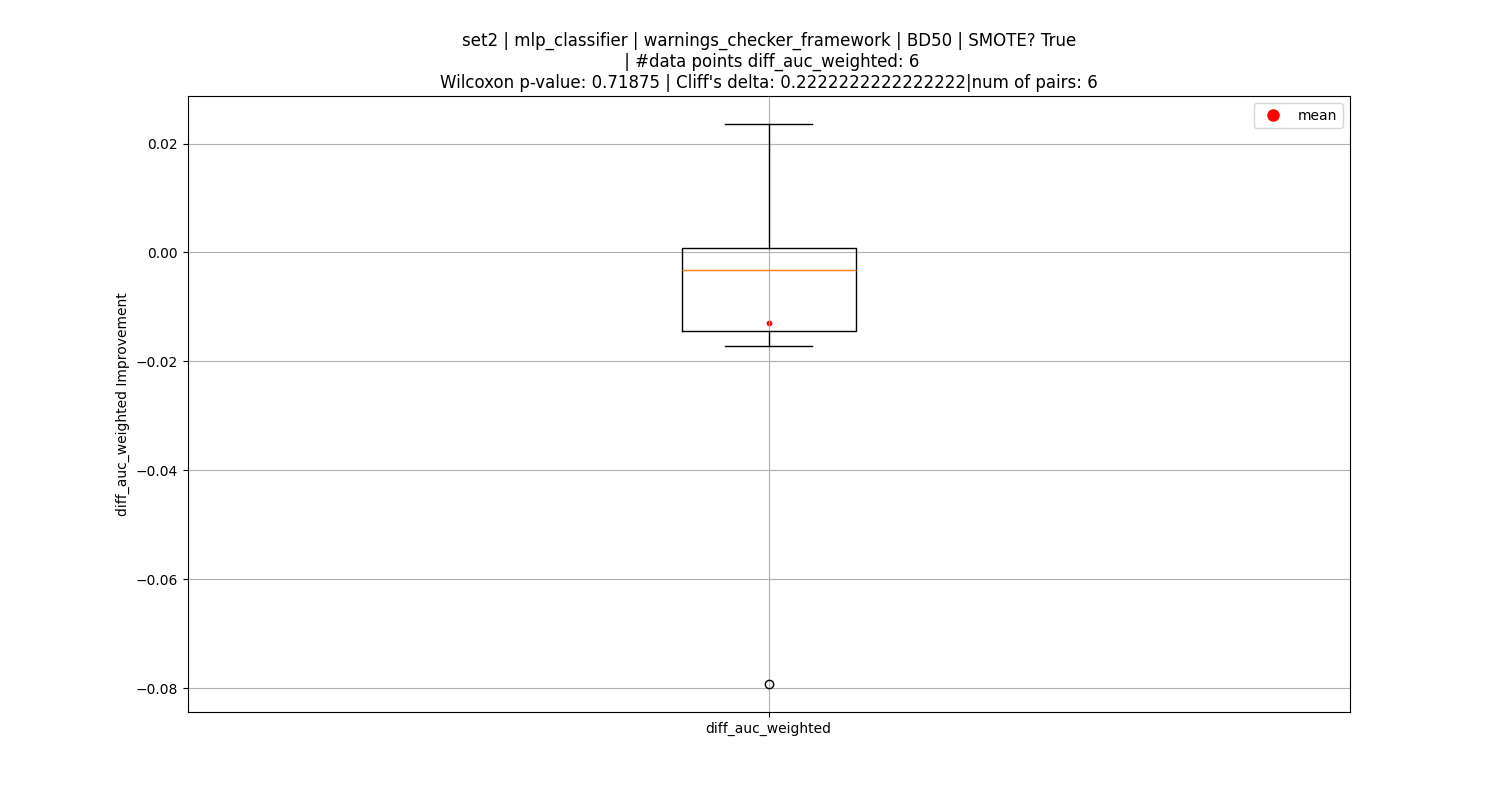 set2 | mlp_classifier | warnings_checker_framework | BD50 | SMOTE? True
| #data points diff_auc_weighted: 6
Wilcoxon p-value: 0.71875 | Cliff's delta: 0.2222222222222222|num of pairs: 6
mean
0.02
0.00
−0.02
−0.04
−0.06
−0.08
diff_auc_weighted Improvement
diff_auc_weighted